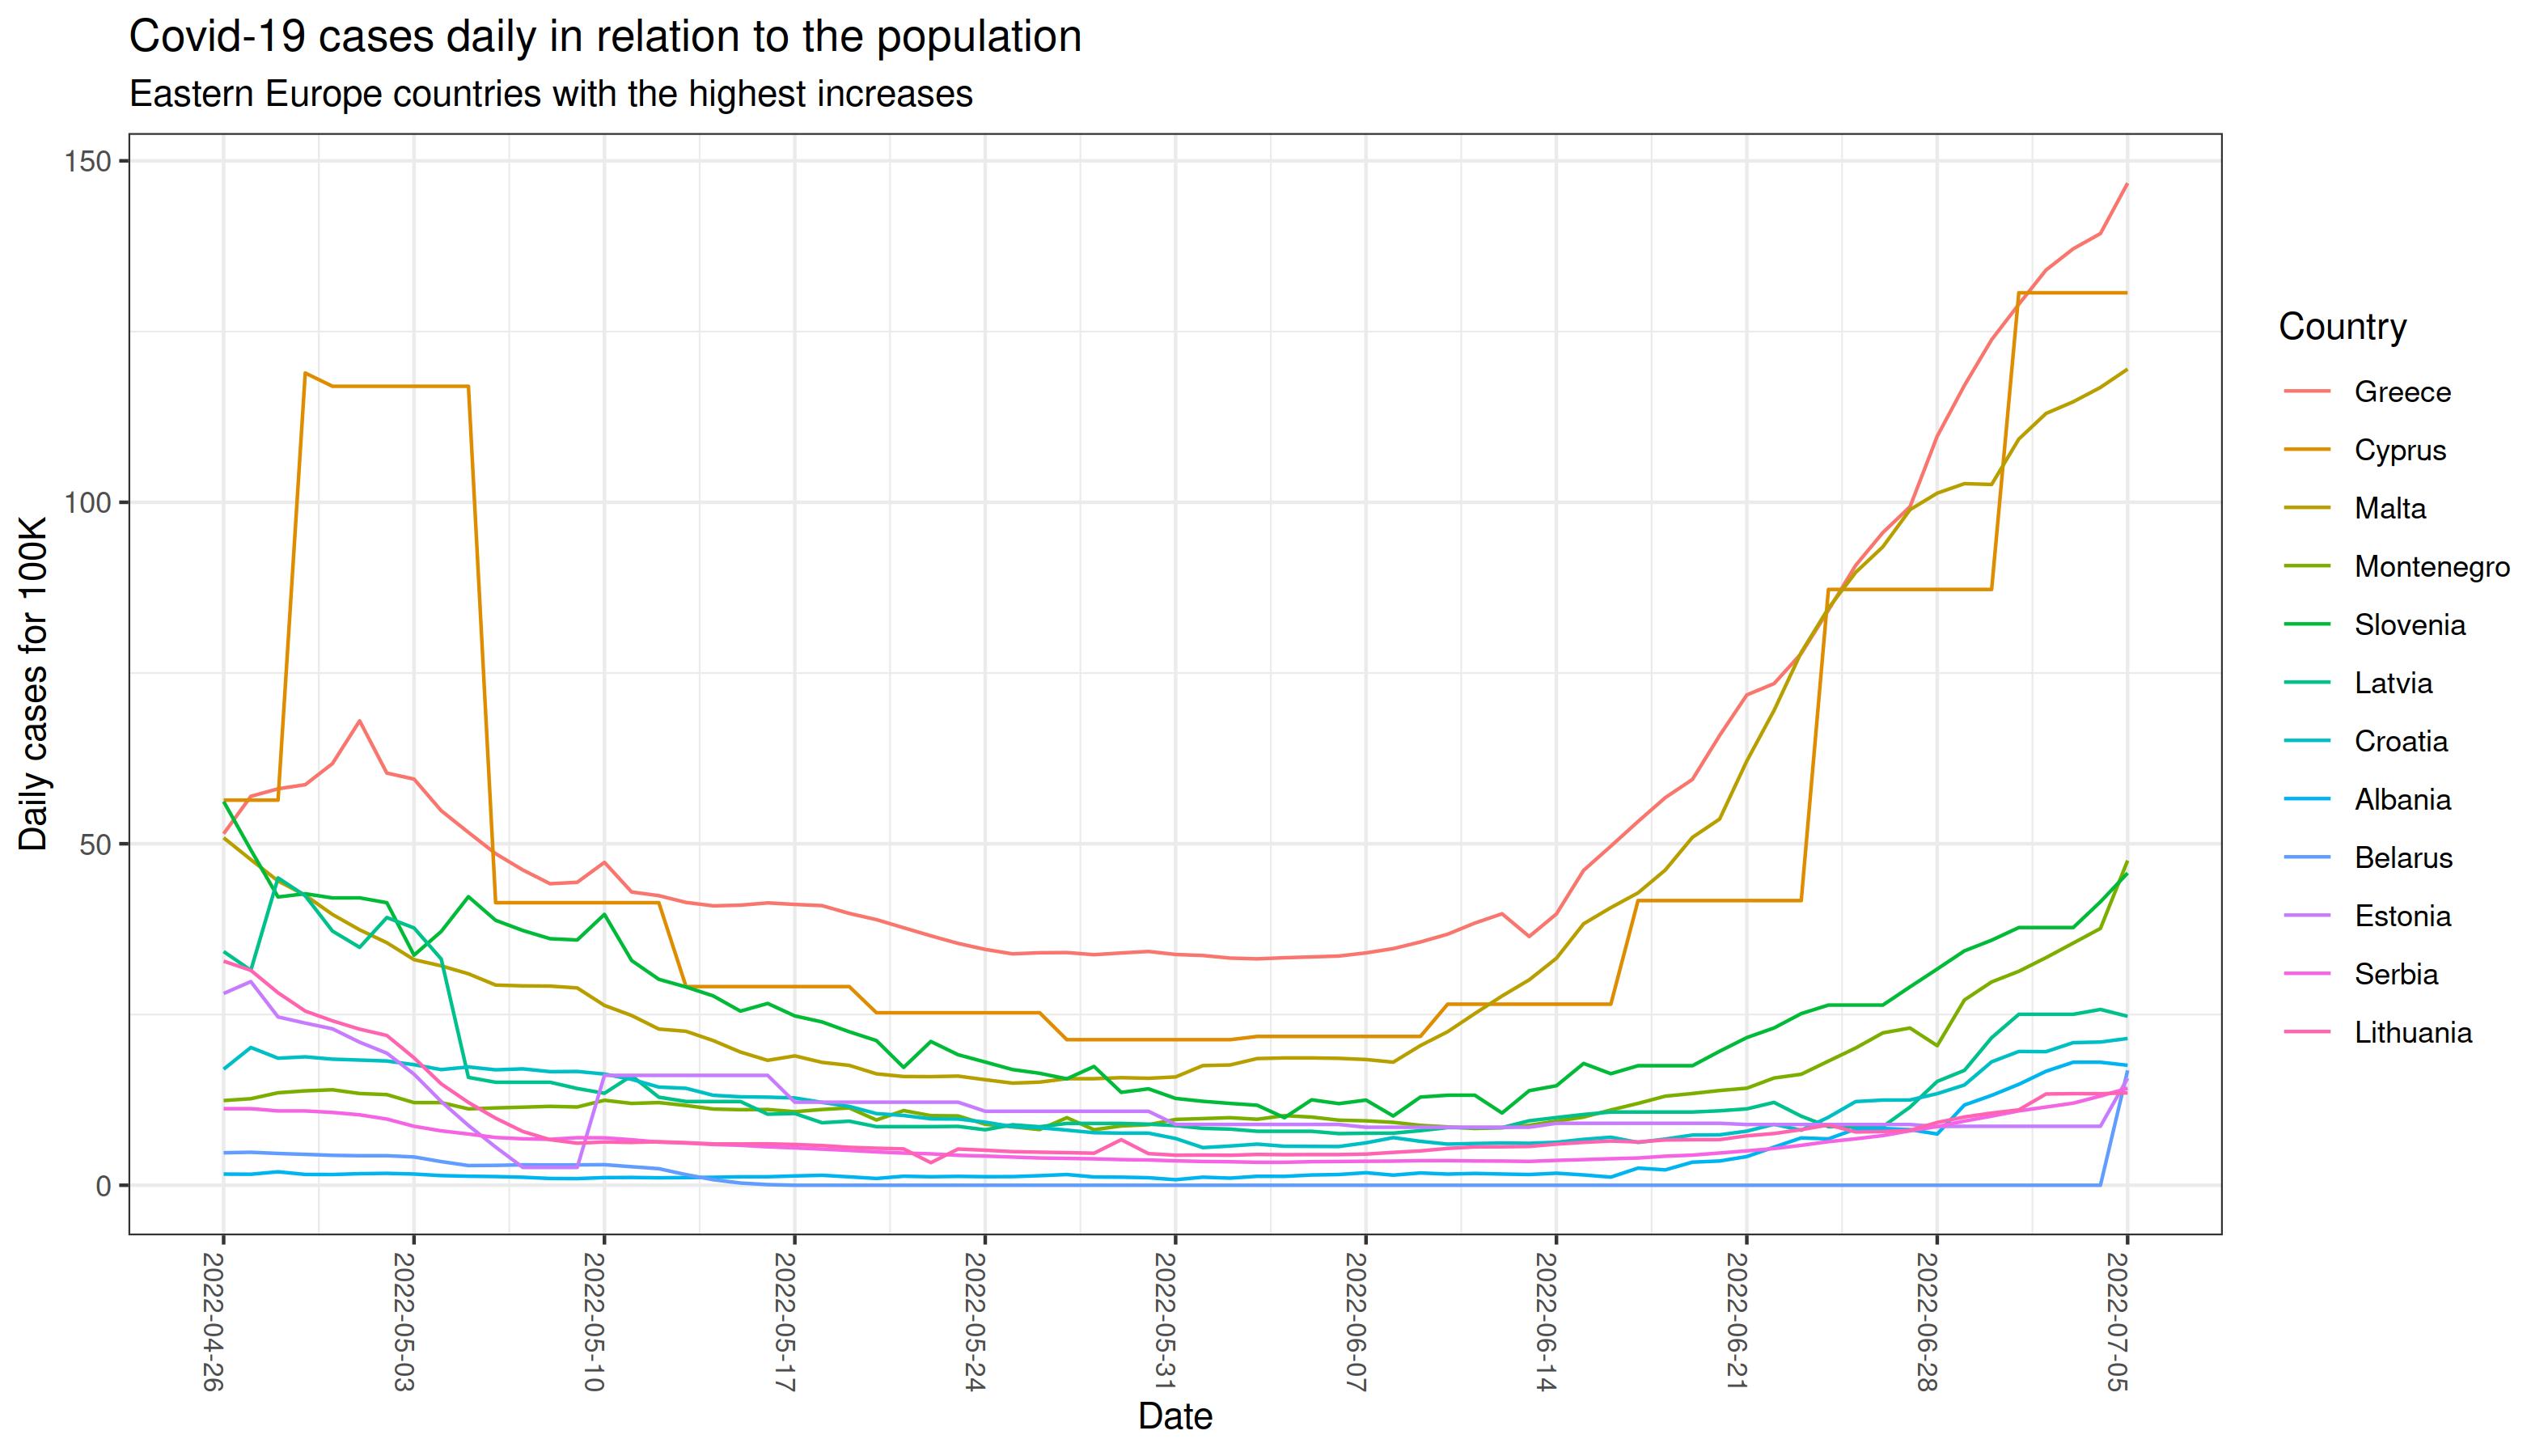 Covid-19 cases daily in relation to the population
Eastern Europe countries with the highest increases
Daily cases for 100K
150
100
50
0
2022-04-26
2022-05-03
2022-05-10
2022-05-17
2022-05-24
2022-05-31
2022-06-07
2022-06-14
2022-06-21
2022-06-28
2022-07-05
Date
Country
Greece
Cyprus
Malta
Montenegro
Slovenia
Latvia
Croatia
Albania
Belarus
Estonia
Serbia
Lithuania